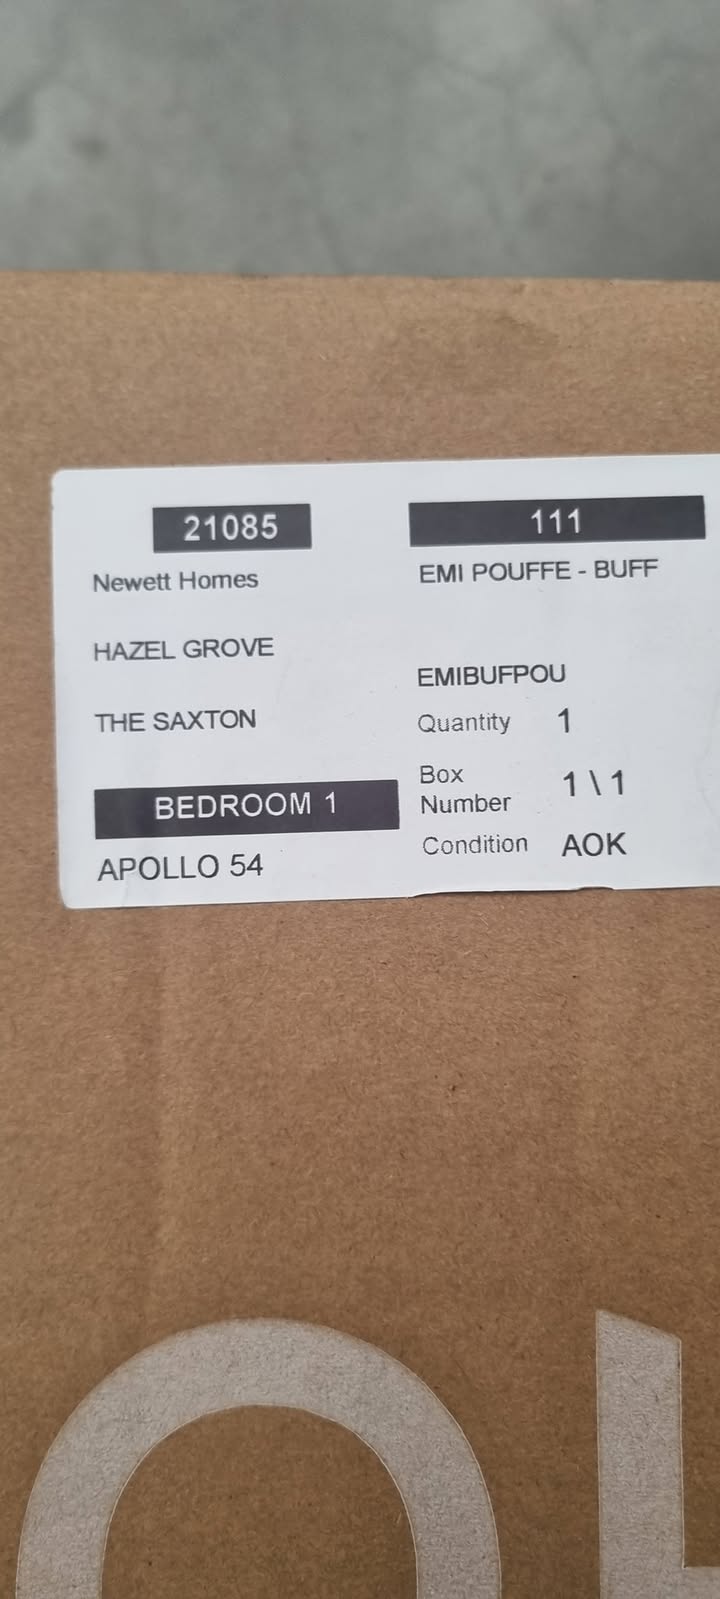 21085
Newett Homes
HAZEL GROVE
THE SAXTON
BEDROOM 1
APOLLO 54
111
EMI POUFFE - BUFF
EMIBUFPOU
Quantity 1
Box Number 1 \ 1
Condition AOK